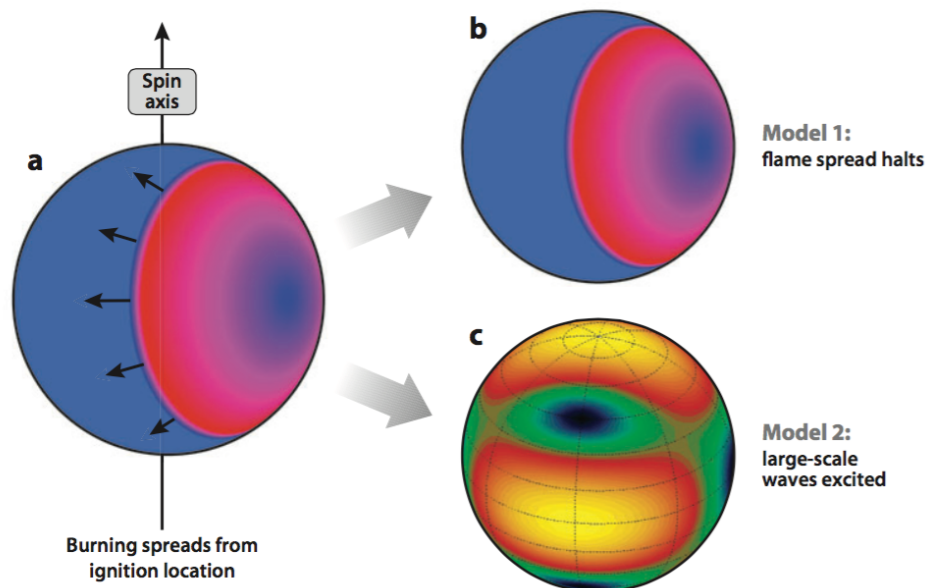 Spin
axis
a
Burning spreads from
ignition location
b
Model 1:
flame spread halts
c
Model 2:
large-scale
waves excited